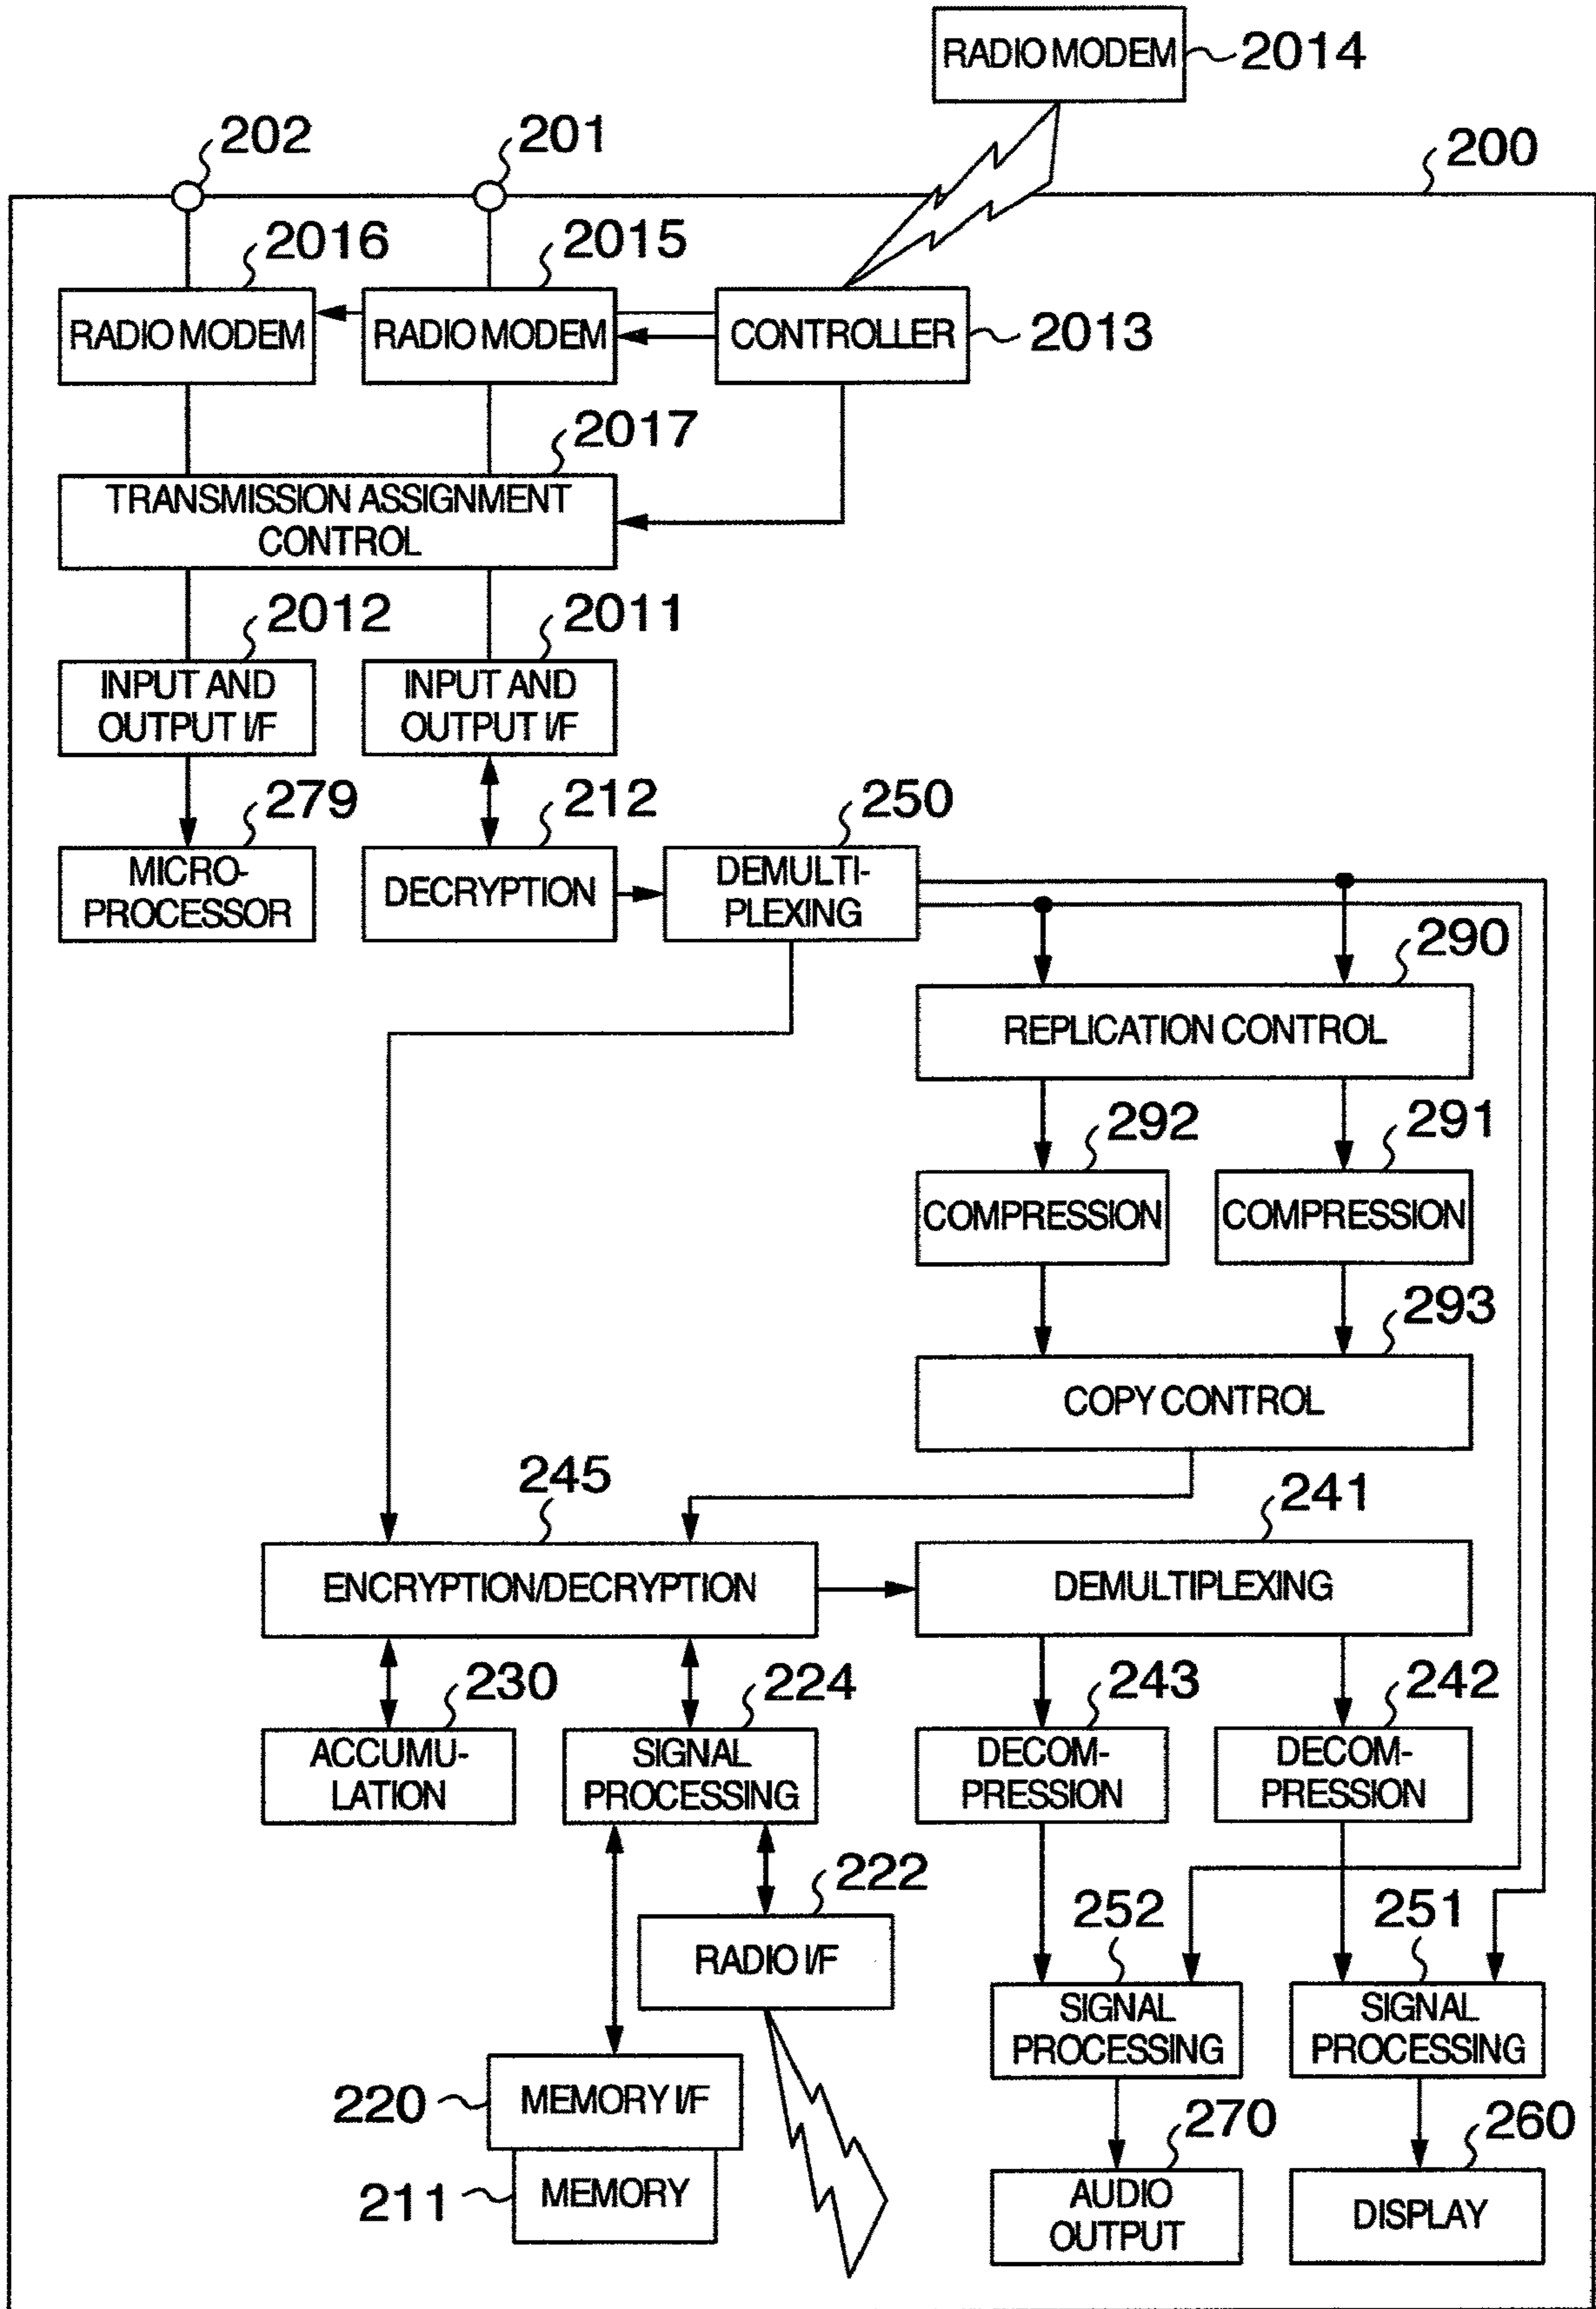 RADIO MODEM 2014
202 201 200
2016 2015
RADIO MODEM RADIO MODEM CONTROLLER 2013
2017
TRANSMISSION ASSIGNMENT
CONTROL
2012 2011
INPUT AND INPUT AND
OUTPUT I/F OUTPUT I/F
279 212 250
MICRO- DECRYPTION DEMULTI-
PROCESSOR PLEXING
290
REPLICATION CONTROL
292 291
COMPRESSION COMPRESSION
293
COPY CONTROL
245 241
ENCRYPTION/DECRYPTION DEMULTIPLEXING
230 224 243 242
ACCUMU- SIGNAL DECOM- DECOM-
LATION PROCESSING PRESSION PRESSION
222 252 251
RADIO I/F
SIGNAL SIGNAL
PROCESSING PROCESSING
220 MEMORY I/F
270 260
211 MEMORY
AUDIO DISPLAY
OUTPUT